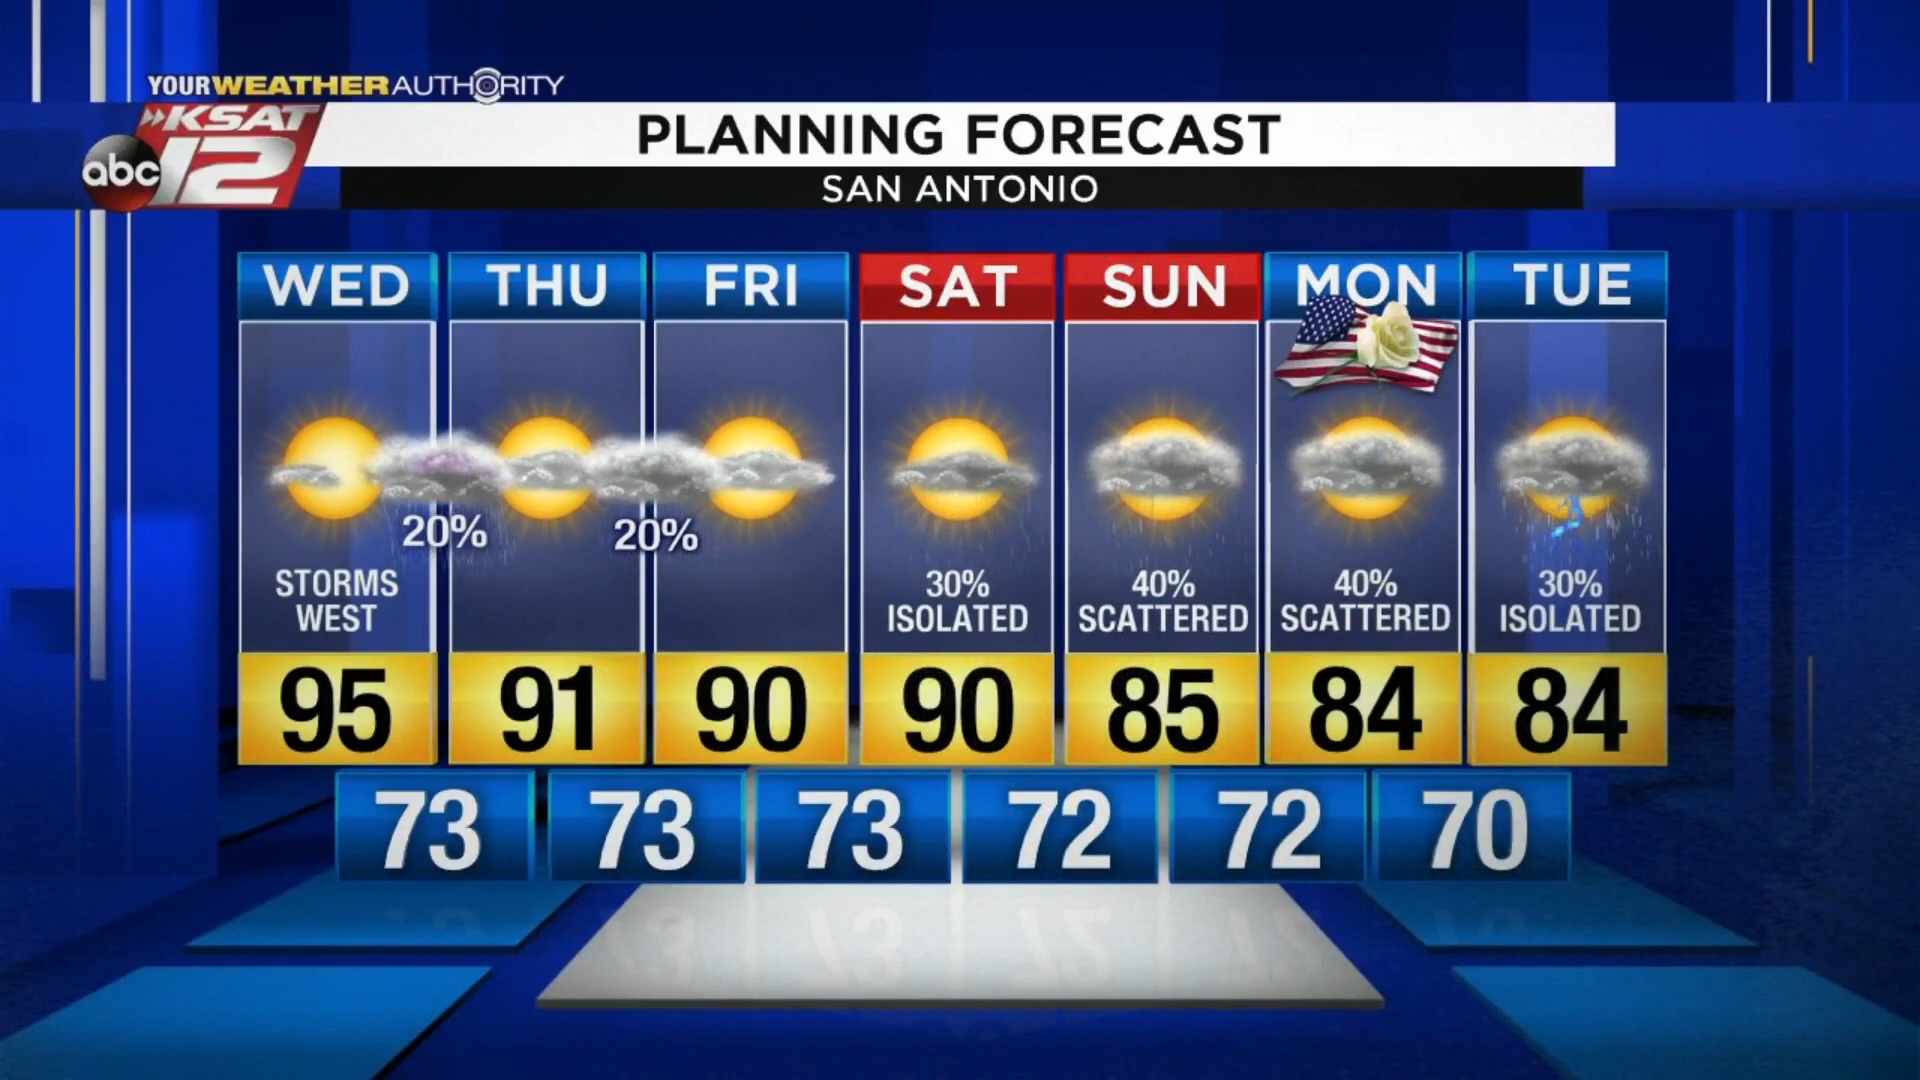 YOURWEATHERAUTHORITY
KSAT
abc 12
PLANNING FORECAST
SAN ANTONIO
WED THU FRI SAT SUN MON TUE
20% 20%
STORMS WEST
30% ISOLATED
40% SCATTERED
40% SCATTERED
30% ISOLATED
95 91 90 90 85 84 84
73 73 73 72 72 70